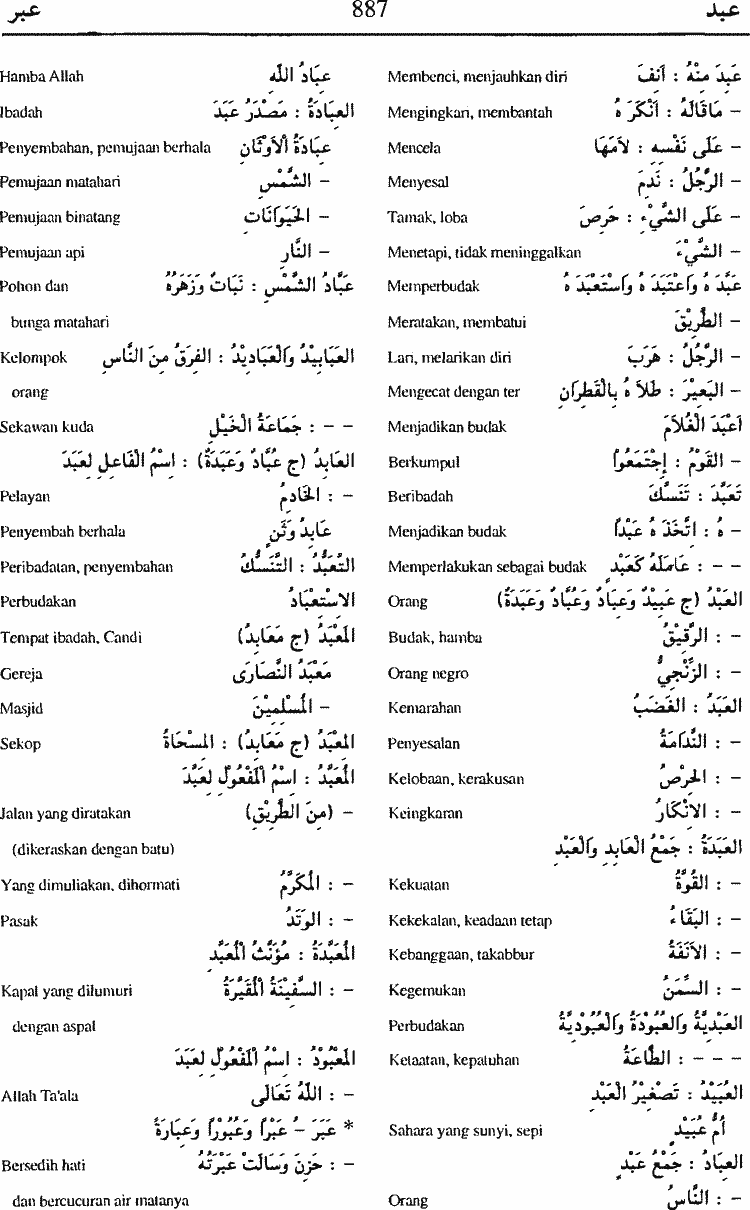 عبد 887 عبر
عَبِدَ مِنْهُ : أَنِفَ Membenci, menjauhkan diri
– مَاقَالَهُ : أَنْكَرَ هُ Mengingkari, membantah
– عَلَى نَفْسِهِ : لاَمَهَا Mencela
– الرَّجُلُ : نَدِمَ Menyesal
– عَلَى الشَّيْءِ : حَرِصَ Tamak, loba
– الشَّيْءَ Menetapi, tidak meninggalkan
عَبَّدَ هُ وَاعْتَبَدَ هُ وَاسْتَعْبَدَ هُ Memperbudak
– الطَّرِيْقَ Meratakan, membatui
– الرَّجُلُ : هَرَبَ Lari, melarikan diri
– البَعِيْرَ : طَلاَ هُ بِالْقَطِرَانِ Mengecat dengan ter
أَعْبَدَ الْغُلاَمَ Menjadikan budak
– القَوْمُ : إِجْتَمَعُوا Berkumpul
تَعَبَّدَ : تَنَسَّكَ Beribadah
– هُ : اتَّخَذَ هُ عَبْدًا Menjadikan budak
– – : عَامَلَهُ كَعَبْدٍ Memperlakukan sebagai budak
العَبْدُ (ج عَبِيْدٌ وَعِبَادٌ وَعُبَّادٌ وَعَبَدَةٌ) Orang
– : الرَّقِيْقُ Budak, hamba
– : الزَّنْجِيُّ Orang negro
العَبَدُ : الغَضَبُ Kemarahan
– : النَّدَامَةُ Penyesalan
– : الحِرْصُ Kelobaan, kerakusan
– : الانْكَارُ Keingkaran
العَبَدَةُ : جَمْعُ العَابِدِ وَالْعَبْدِ
– : القُوَّةُ Kekuatan
– : البَقَاءُ Kekekalan, keadaan tetap
– : الأَنَفَةُ Kebanggaan, takabbur
– : السِّمَنُ Kegemukan
العَبْدِيَّةُ وَالْعُبُوْدَةُ وَالْعُبُوْدِيَّةُ Perbudakan
– – – : الطَّاعَةُ Ketaatan, kepatuhan
العُبَيْدُ : تَصْغِيْرُ الْعَبْدِ
أُمُّ عُبَيْدٍ Sahara yang sunyi, sepi
العِبَادُ : جَمْعُ عَبْدٍ
– : النَّاسُ Orang
عِبَادُ اللّٰهِ Hamba Allah
العِبَادَةُ : مَصْدَرُ عَبَدَ Ibadah
عِبَادَةُ الأَوْثَانِ Penyembahan, pemujaan berhala
– الشَّمْسِ Pemujaan matahari
– الحَيَوَانَاتِ Pemujaan binatang
– النَّارِ Pemujaan api
عَبَّادُ الشَّمْسِ : نَبَاتٌ وَزَهْرُهُ Pohon dan
bunga matahari
العَبَابِيْدُ وَالْعَبَادِيْدُ : الفِرَقُ مِنَ النَّاسِ Kelompok
orang
– – : جَمَاعَةُ الْخَيْلِ Sekawan kuda
العَابِدُ (ج عُبَّادٌ وَعَبَدَةٌ) : اسْمُ الْفَاعِلِ لِعَبَدَ
– : الخَادِمُ Pelayan
عَابِدُ وَثَنٍ Penyembah berhala
التَّعَبُّدُ : التَّنَسُّكُ Peribadatan, penyembahan
الاسْتِعْبَادُ Perbudakan
المَعْبَدُ (ج مَعَابِدُ) Tempat ibadah, Candi
مَعْبَدُ النَّصَارَى Gereja
– الْمُسْلِمِيْنَ Masjid
المِعْبَدُ (ج مَعَابِدُ) : المِسْحَاةُ Sekop
المُعَبَّدُ : اسْمُ الْمَفْعُوْلِ لِعَبَّدَ
– (مِنَ الطَّرِيْقِ) Jalan yang diratakan
(dikeraskan dengan batu)
– : المُكَرَّمُ Yang dimuliakan, dihormati
– : الوَتَدُ Pasak
المُعَبَّدَةُ : مُؤَنَّثُ الْمُعَبَّدِ
– : السَّفِيْنَةُ الْمُقَيَّرَةُ Kapal yang dilumuri
dengan aspal
المَعْبُوْدُ : اسْمُ الْمَفْعُوْلِ لِعَبَدَ
– : اللّٰهُ تَعَالَى Allah Ta'ala
* عَبَرَ –ُ عَبْرًا وَعُبُوْرًا وَعِبَارَةً
– : حَزِنَ وَسَالَتْ عَبْرَتُهُ Bersedih hati
dan bercucuran air matanya